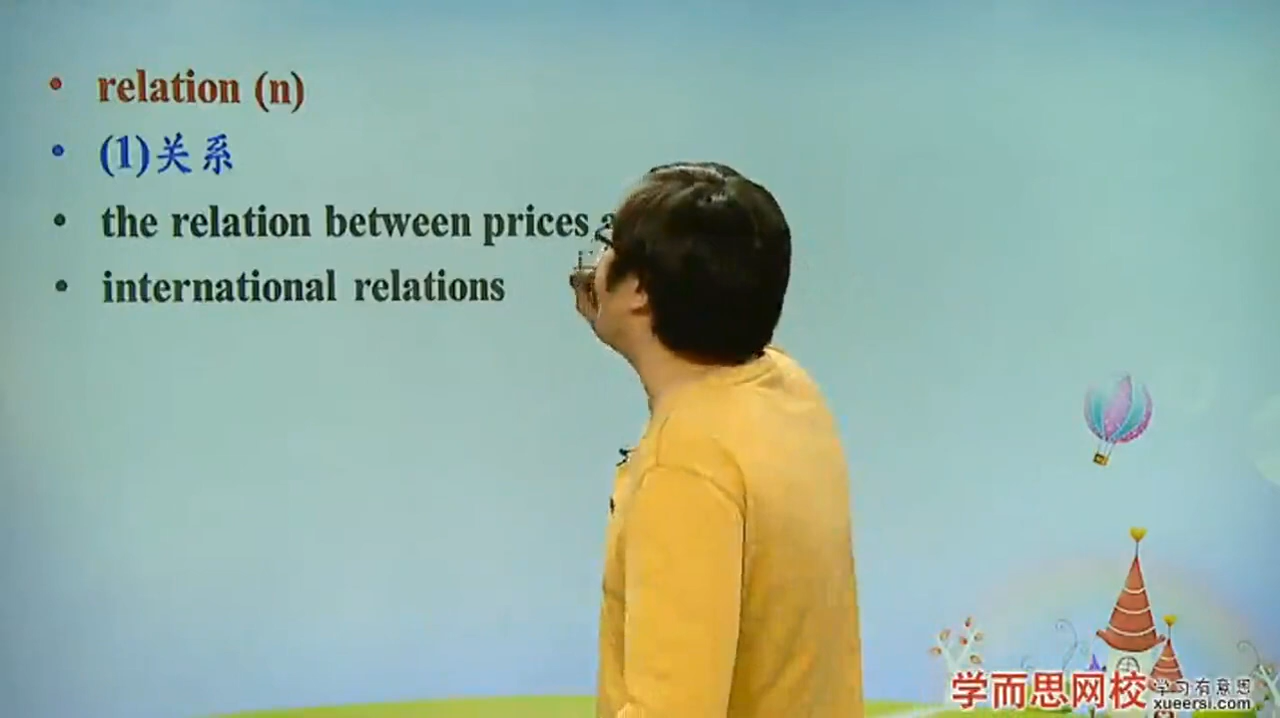 relation (n)
(1)关系
the relation between prices
international relations
学而思网校
学习有意思
xueersi.com